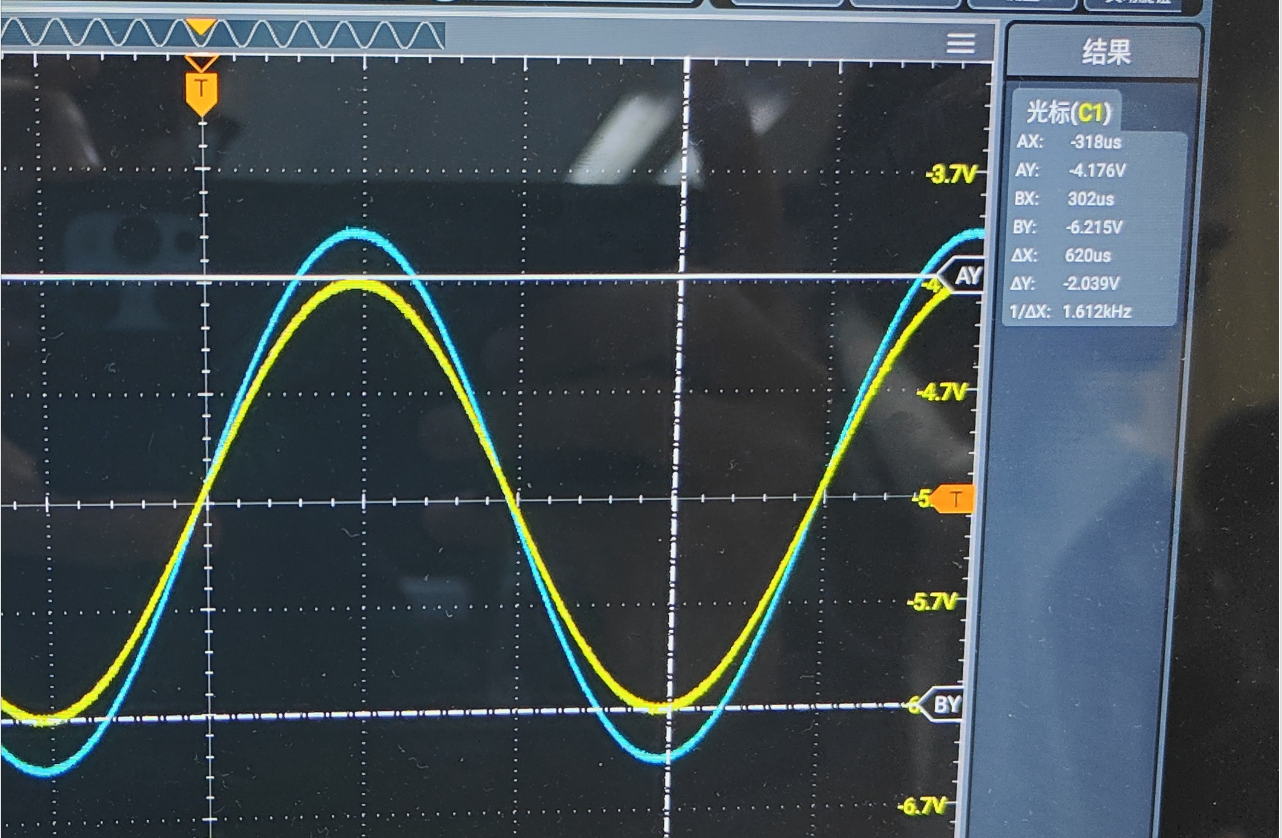 结果
T
光标(C1)
AX: -318us
AY: -4.176V
BX: 302us
BY: -6.215V
ΔX: 620us
ΔY: -2.039V
1/ΔX: 1.612kHz
-3.7V
AY
-4.7V
-5.
T
-5.7V
BY
-6.7V